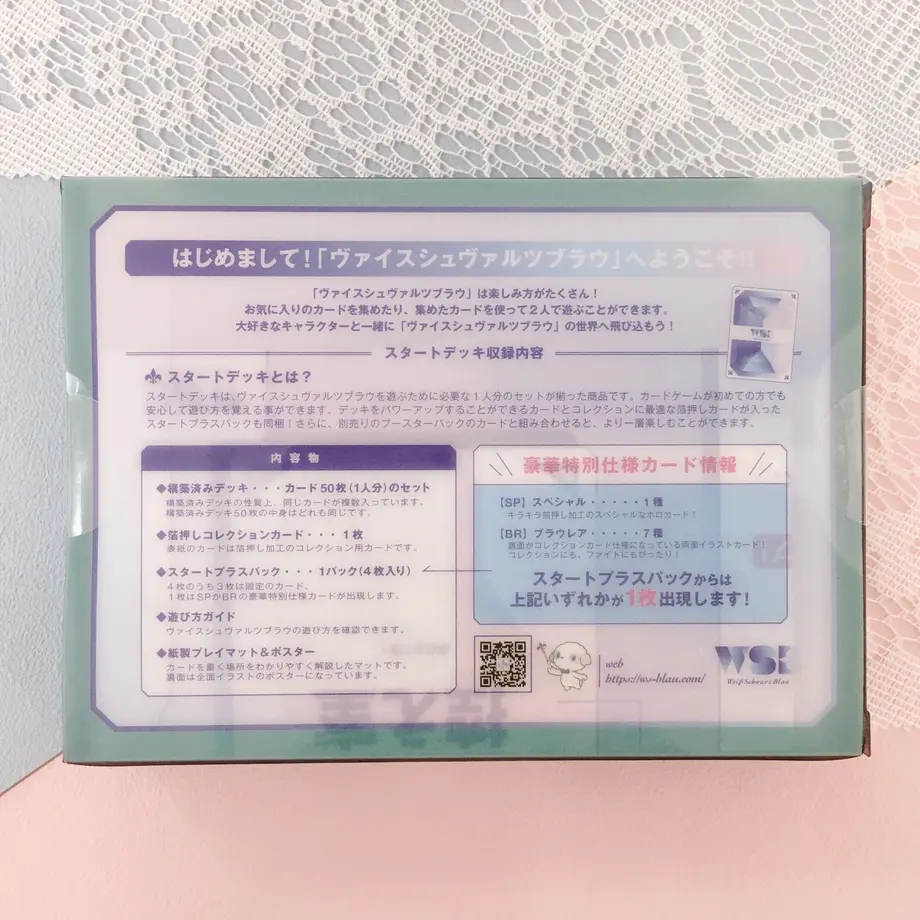 はじめまして!「ヴァイスシュヴァルツブラウ」へようこそ!!
「ヴァイスシュヴァルツブラウ」は楽しみ方がたくさん!
お気に入りのカードを集めたり、集めたカードを使って2人で遊ぶことができます。
大好きなキャラクターと一緒に「ヴァイスシュヴァルツブラウ」の世界へ飛び込もう!
WSB
スタートデッキ収録内容
スタートデッキとは?
スタートデッキは、ヴァイスシュヴァルツブラウを遊ぶために必要な1人分のセットが揃った商品です。カードゲームが初めての方でも
安心して遊び方を覚える事ができます。デッキをパワーアップすることができるカードとコレクションに最適な箔押しカードが入った
スタートプラスパックも同梱!さらに、別売りのブースターパックのカードと組み合わせると、より一層楽しむことができます。
内容物
◆構築済みデッキ・・・カード50枚(1人分)のセット
構築済みデッキの性質上、同じカードが複数入っています。
構築済みデッキ50枚の中身はどれも同じです。
◆箔押しコレクションカード・・・1枚
表紙のカードは箔押し加工のコレクション用カードです。
◆スタートプラスパック・・・1パック(4枚入り)
4枚のうち3枚は固定のカード、
1枚はSPかBRの豪華特別仕様カードが出現します。
◆遊び方ガイド
ヴァイスシュヴァルツブラウの遊び方を確認できます。
◆紙製プレイマット&ポスター
カードを置く場所をわかりやすく解説したマットです。
裏面は全面イラストのポスターになっています。
豪華特別仕様カード情報
【SP】スペシャル・・・・・1種
キラキラ箔押し加工のスペシャルなホロカード!
【BR】ブラウレア・・・・・7種
裏面がコレクションカード仕様になっている両面イラストカード!
コレクションにも、ファイトにもぴったり!
スタートプラスパックからは
上記いずれかが1枚出現します!
web
https://ws-blau.com/
WSB
Weiß Schwarz Blau